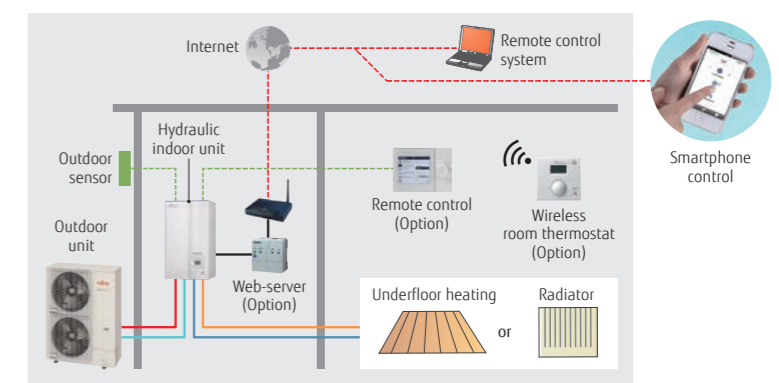 Internet
Remote control
system
Hydraulic
indoor unit
Outdoor
sensor
Smartphone
control
Remote control
(Option)
Wireless
room thermostat
(Option)
Outdoor
unit
Web-server
(Option)
Underfloor heating
or
Radiator